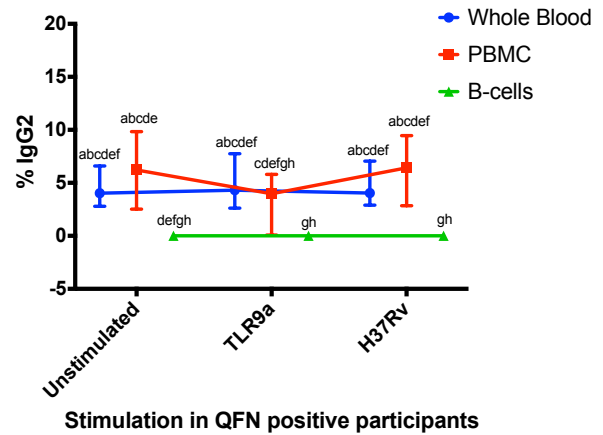 Whole Blood
PBMC
B-cells
20
15
10
5
0
-5
% IgG2
abcdef
abcde
defgh
abcdef
cdefgh
gh
abcdef
abcdef
gh
Unstimulated
TLR9a
H37Rv
Stimulation in QFN positive participants